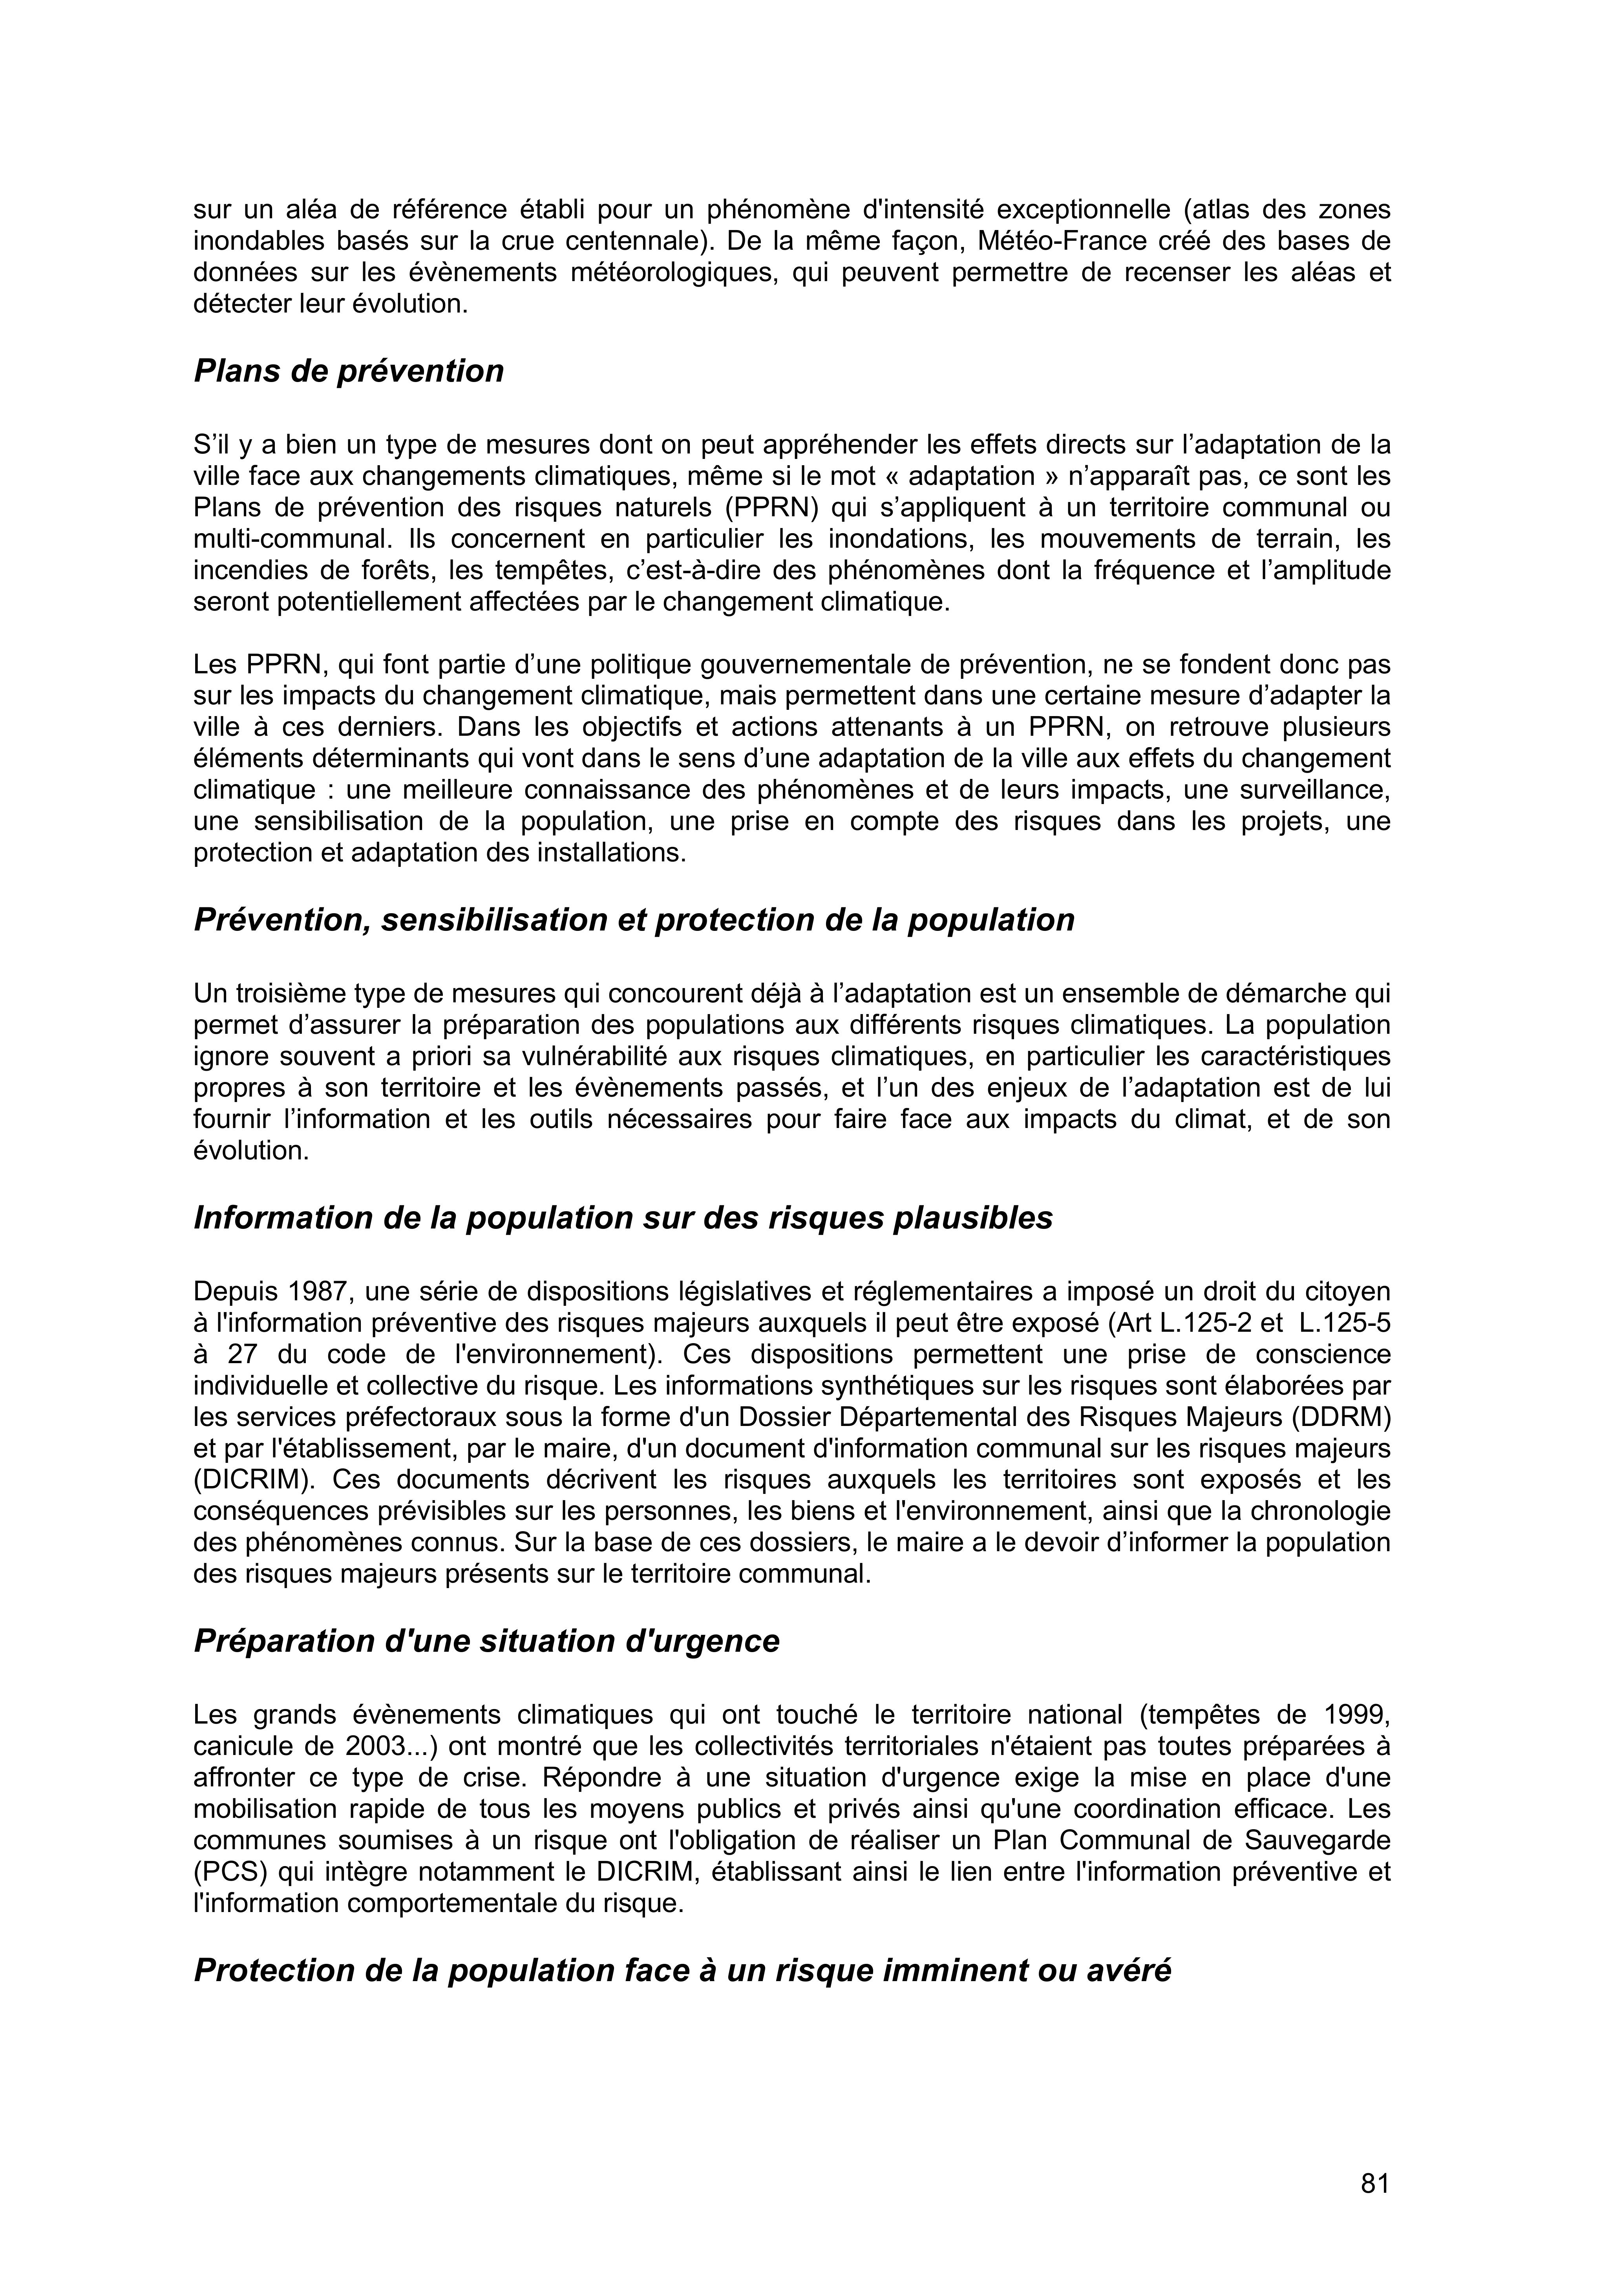 sur un aléa de référence établi pour un phénomène d'intensité exceptionnelle (atlas des zones
inondables basés sur la crue centennale). De la même façon, Météo-France créé des bases de
données sur les évènements météorologiques, qui peuvent permettre de recenser les aléas et
détecter leur évolution.
Plans de prévention
S’il y a bien un type de mesures dont on peut appréhender les effets directs sur l’adaptation de la
ville face aux changements climatiques, même si le mot « adaptation » n’apparaît pas, ce sont les
Plans de prévention des risques naturels (PPRN) qui s’appliquent à un territoire communal ou
multi-communal. Ils concernent en particulier les inondations, les mouvements de terrain, les
incendies de forêts, les tempêtes, c’est-à-dire des phénomènes dont la fréquence et l’amplitude
seront potentiellement affectées par le changement climatique.
Les PPRN, qui font partie d’une politique gouvernementale de prévention, ne se fondent donc pas
sur les impacts du changement climatique, mais permettent dans une certaine mesure d’adapter la
ville à ces derniers. Dans les objectifs et actions attenants à un PPRN, on retrouve plusieurs
éléments déterminants qui vont dans le sens d’une adaptation de la ville aux effets du changement
climatique : une meilleure connaissance des phénomènes et de leurs impacts, une surveillance,
une sensibilisation de la population, une prise en compte des risques dans les projets, une
protection et adaptation des installations.
Prévention, sensibilisation et protection de la population
Un troisième type de mesures qui concourent déjà à l’adaptation est un ensemble de démarche qui
permet d’assurer la préparation des populations aux différents risques climatiques. La population
ignore souvent a priori sa vulnérabilité aux risques climatiques, en particulier les caractéristiques
propres à son territoire et les évènements passés, et l’un des enjeux de l’adaptation est de lui
fournir l’information et les outils nécessaires pour faire face aux impacts du climat, et de son
évolution.
Information de la population sur des risques plausibles
Depuis 1987, une série de dispositions législatives et réglementaires a imposé un droit du citoyen
à l'information préventive des risques majeurs auxquels il peut être exposé (Art L.125-2 et  L.125-5
à 27 du code de l'environnement). Ces dispositions permettent une prise de conscience
individuelle et collective du risque. Les informations synthétiques sur les risques sont élaborées par
les services préfectoraux sous la forme d'un Dossier Départemental des Risques Majeurs (DDRM)
et par l'établissement, par le maire, d'un document d'information communal sur les risques majeurs
(DICRIM). Ces documents décrivent les risques auxquels les territoires sont exposés et les
conséquences prévisibles sur les personnes, les biens et l'environnement, ainsi que la chronologie
des phénomènes connus. Sur la base de ces dossiers, le maire a le devoir d’informer la population
des risques majeurs présents sur le territoire communal.
Préparation d'une situation d'urgence
Les grands évènements climatiques qui ont touché le territoire national (tempêtes de 1999,
canicule de 2003...) ont montré que les collectivités territoriales n'étaient pas toutes préparées à
affronter ce type de crise. Répondre à une situation d'urgence exige la mise en place d'une
mobilisation rapide de tous les moyens publics et privés ainsi qu'une coordination efficace. Les
communes soumises à un risque ont l'obligation de réaliser un Plan Communal de Sauvegarde
(PCS) qui intègre notamment le DICRIM, établissant ainsi le lien entre l'information préventive et
l'information comportementale du risque.
Protection de la population face à un risque imminent ou avéré
81